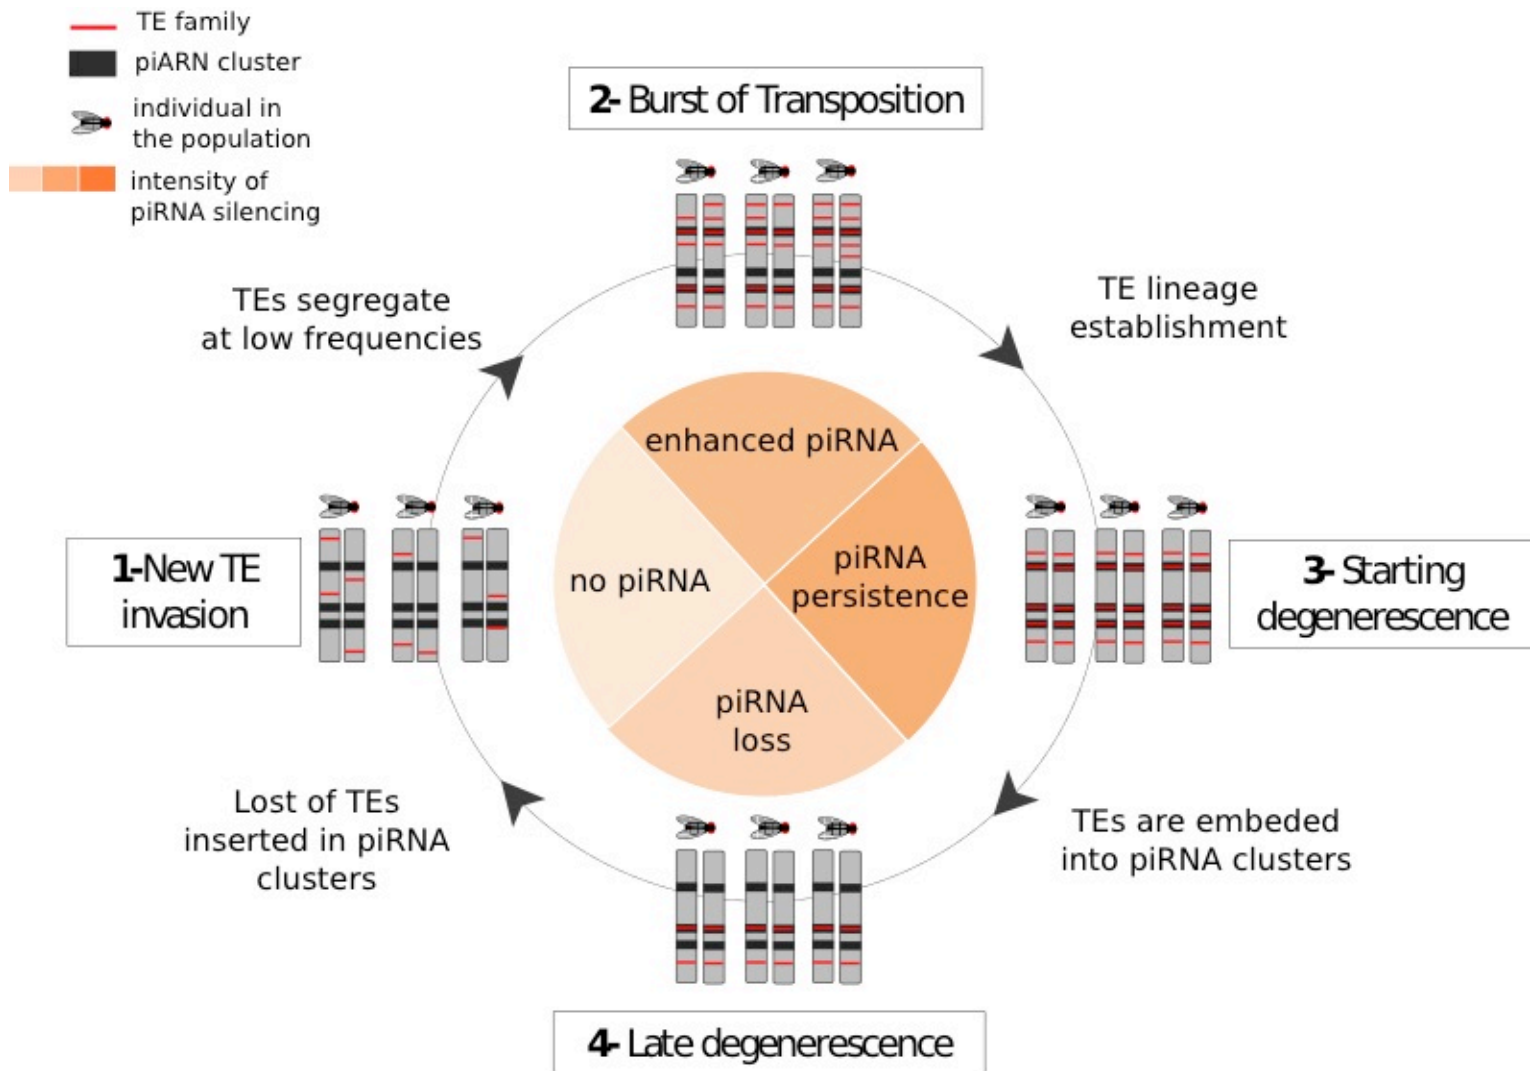 TE family
piARN cluster
individual in
the population
intensity of
piRNA silencing
2- Burst of Transposition
TEs segregate
at low frequencies
TE lineage
establishment
enhanced piRNA
no piRNA
piRNA
persistence
piRNA
loss
1-New TE
invasion
3- Starting
degenerescence
Lost of TEs
inserted in piRNA
clusters
TEs are embeded
into piRNA clusters
4- Late degenerescence